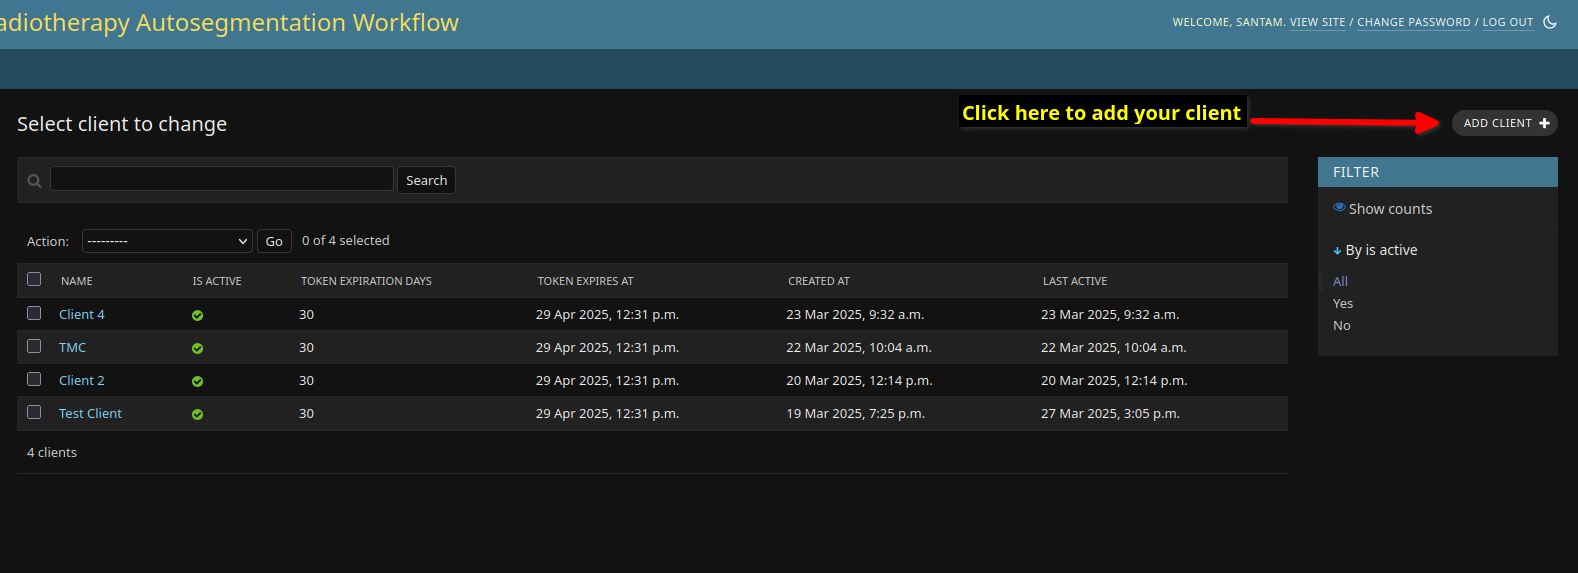 adiotherapy Autosegmentation Workflow
WELCOME, SANTAM. VIEW SITE / CHANGE PASSWORD / LOG OUT
Select client to change
Click here to add your client
ADD CLIENT +
Search
FILTER
Show counts
By is active
All
Yes
No
Action: --------- Go 0 of 4 selected
NAME IS ACTIVE TOKEN EXPIRATION DAYS TOKEN EXPIRES AT CREATED AT LAST ACTIVE
Client 4 30 29 Apr 2025, 12:31 p.m. 23 Mar 2025, 9:32 a.m. 23 Mar 2025, 9:32 a.m.
TMC 30 29 Apr 2025, 12:31 p.m. 22 Mar 2025, 10:04 a.m. 22 Mar 2025, 10:04 a.m.
Client 2 30 29 Apr 2025, 12:31 p.m. 20 Mar 2025, 12:14 p.m. 20 Mar 2025, 12:14 p.m.
Test Client 30 29 Apr 2025, 12:31 p.m. 19 Mar 2025, 7:25 p.m. 27 Mar 2025, 3:05 p.m.
4 clients